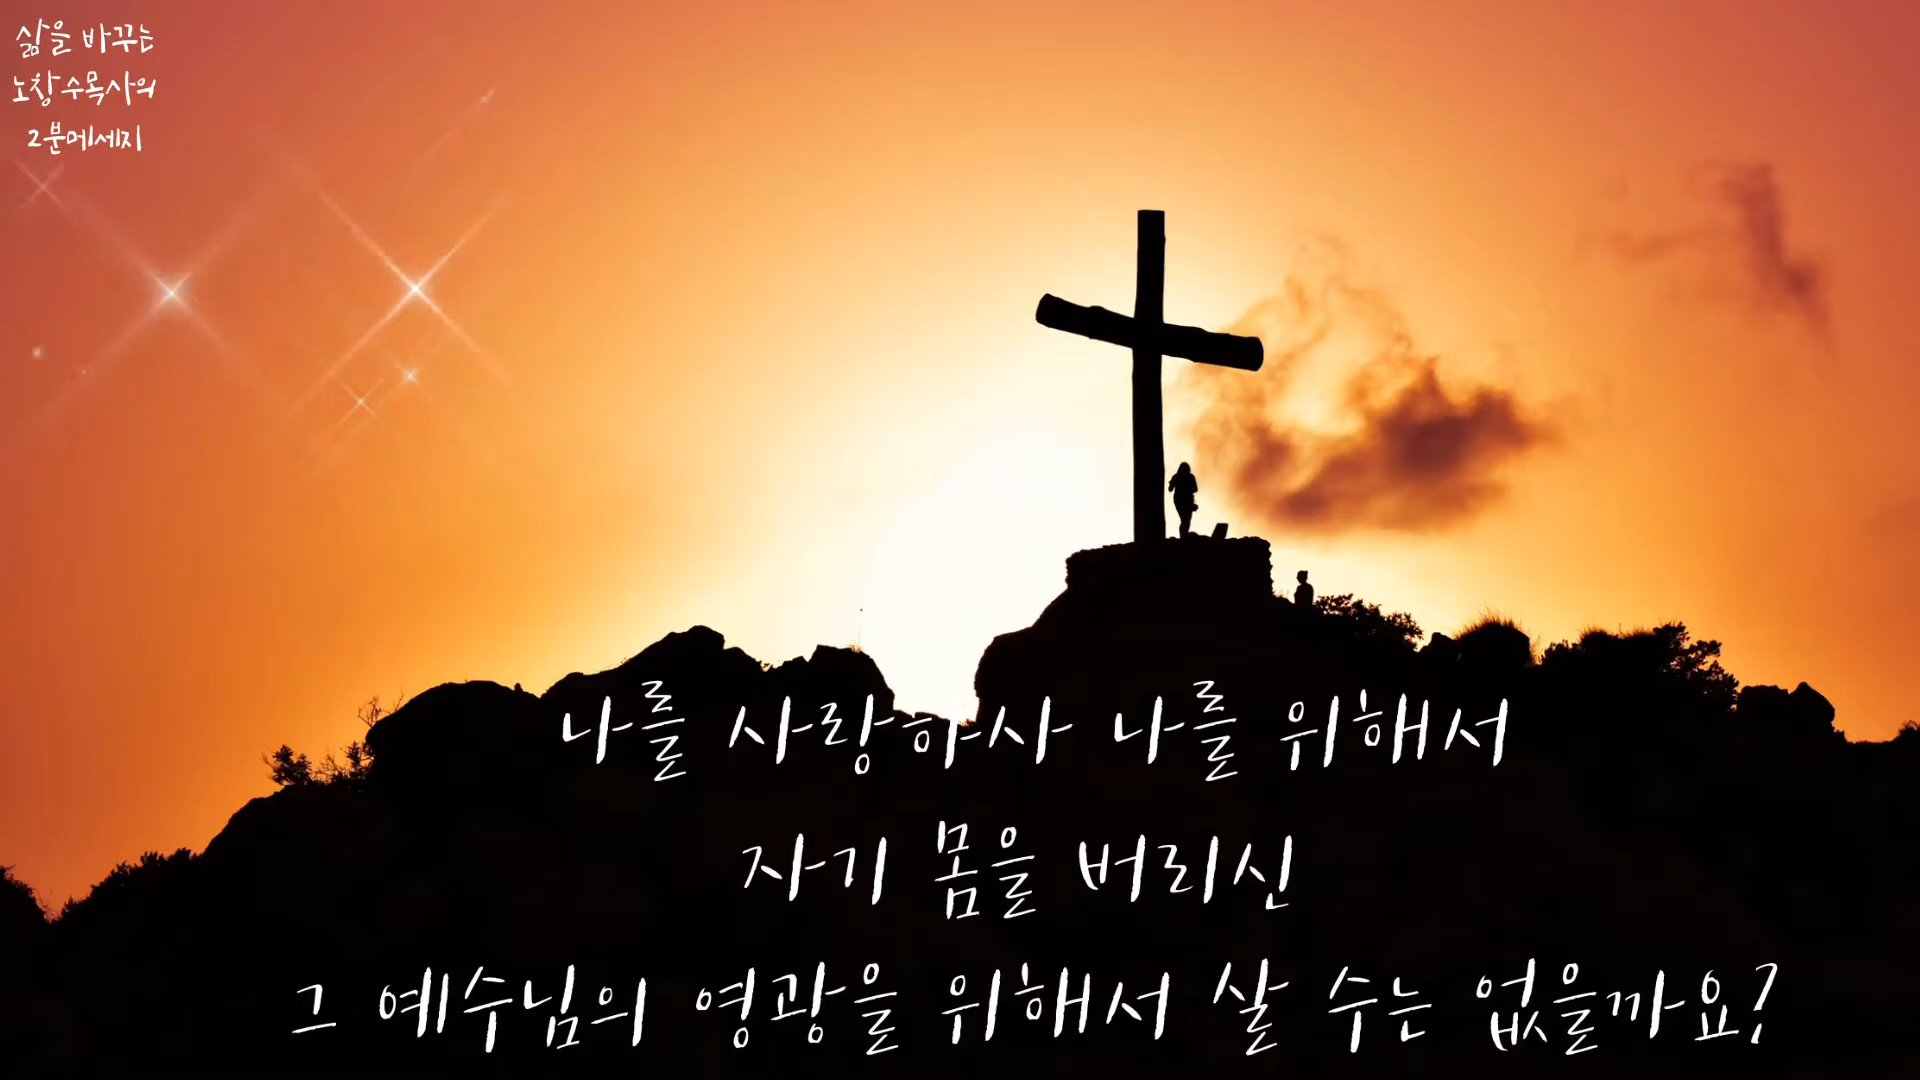 삶을 바꾸는
노창수목사의
2분메세지
나를 사랑하사 나를 위해서
자기 몸을 버리신
그 예수님의 영광을 위해서 살 수는 없을까요?